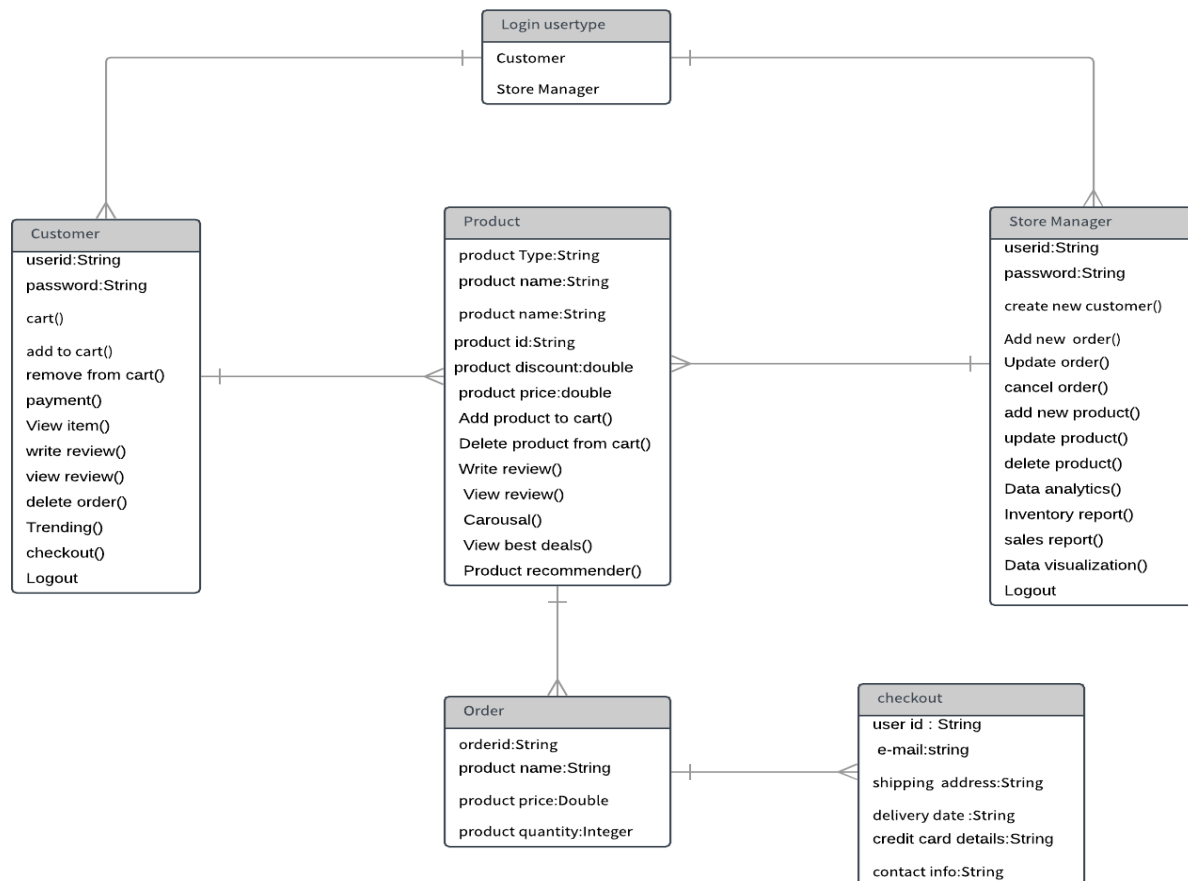 Login usertype
Customer
Store Manager
Customer
userid:String
password:String
cart()
add to cart()
remove from cart()
payment()
View item()
write review()
view review()
delete order()
Trending()
checkout()
Logout
Product
product Type:String
product name:String
product name:String
product id:String
product discount:double
product price:double
Add product to cart()
Delete product from cart()
Write review()
View review()
Carousal()
View best deals()
Product recommender()
Store Manager
userid:String
password:String
create new customer()
Add new order()
Update order()
cancel order()
add new product()
update product()
delete product()
Data analytics()
Inventory report()
sales report()
Data visualization()
Logout
Order
orderid:String
product name:String
product price:Double
product quantity:Integer
checkout
user id : String
e-mail:string
shipping address:String
delivery date :String
credit card details:String
contact info:String